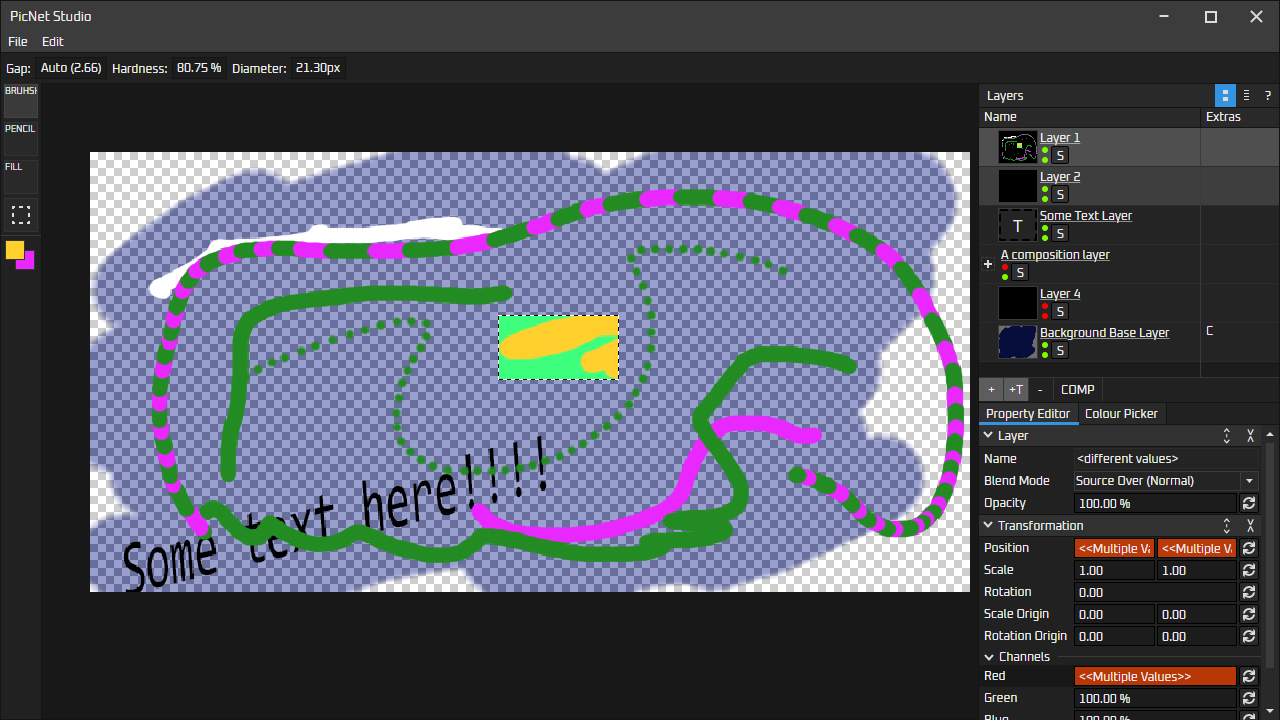 PicNet Studio
File Edit
Gap: Auto (2.66) Hardness: 80.75 % Diameter: 21.30px
BRUHSH
PENCIL
FILL
Layers ?
Name Extras
Layer 1
S
Layer 2
S
Some Text Layer
T S
A composition layer
S
Layer 4
S
Background Base Layer C
S
+ +T - COMP
Property Editor Colour Picker
Layer
Name <different values>
Blend Mode Source Over (Normal)
Opacity 100.00 %
Transformation
Position <<Multiple Va <<Multiple Va
Scale 1.00 1.00
Rotation 0.00
Scale Origin 0.00 0.00
Rotation Origin 0.00 0.00
Channels
Red <<Multiple Values>>
Green 100.00 %
Blue 100.00 %
Some text here!!!!!